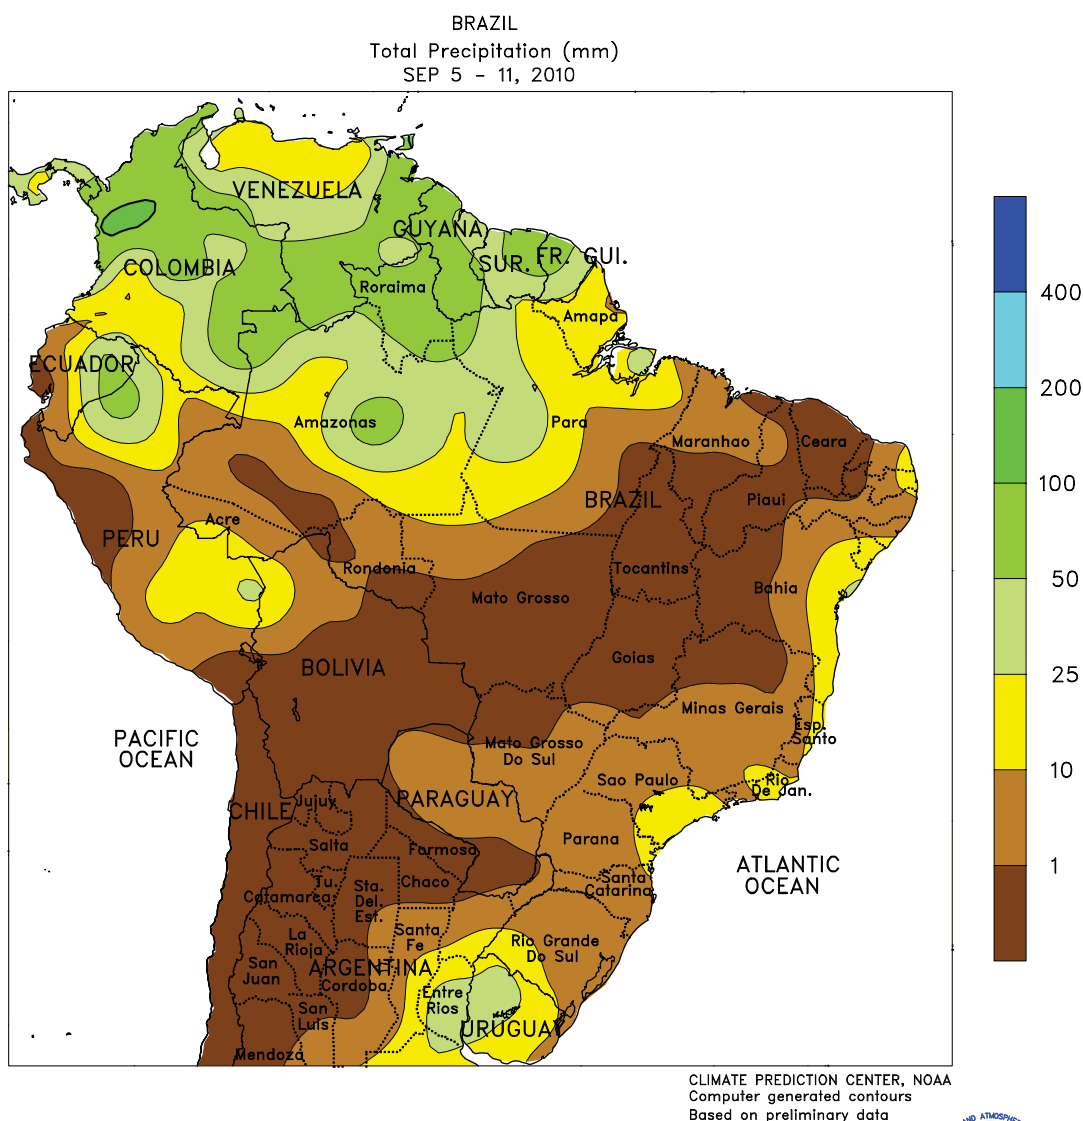 BRAZIL
Total Precipitation (mm)
SEP 5 - 11, 2010
VENEZUELA
GUYANA
SUR.
FR. GUI.
COLOMBIA
Roraima
Amapa
ECUADOR
Amazonas
Para
Maranhao
Ceara
BRAZIL
Piaui
PERU
Acre
Rondonia
Tocantins
Mato Grosso
Bahia
BOLIVIA
Goias
Minas Gerais
Esp.
Santo
PACIFIC
OCEAN
Mato Grosso
Do Sul
Sao Paulo
Rio
De Jan.
CHILE
Jujuy
PARAGUAY
Salta
Formosa
Parana
ATLANTIC
OCEAN
Tu.
Catamarca
Sta.
Del.
Est.
Chaco
Santa
Catarina
La
Rioja
Santa
Fe
Rio Grande
Do Sul
San
Juan
ARGENTINA
Cordoba
Entre
Rios
San
Luis
URUGUAY
Mendoza
400
200
100
50
25
10
1
CLIMATE PREDICTION CENTER, NOAA
Computer generated contours
Based on preliminary data
AND ATMOSPHE